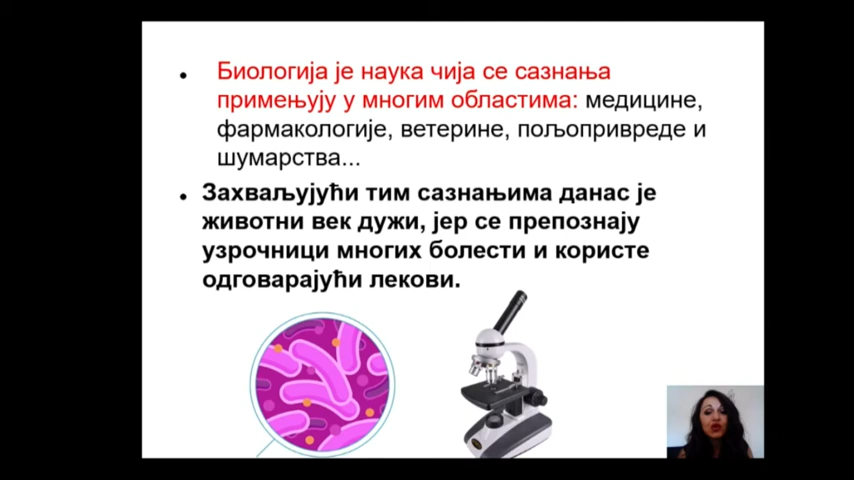 Биологија је наука чија се сазнања
примењују у многим областима: медицине,
фармакологије, ветерине, пољопривреде и
шумарства...
Захваљујући тим сазнањима данас је
животни век дужи, јер се препознају
узрочници многих болести и користе
одговарајући лекови.